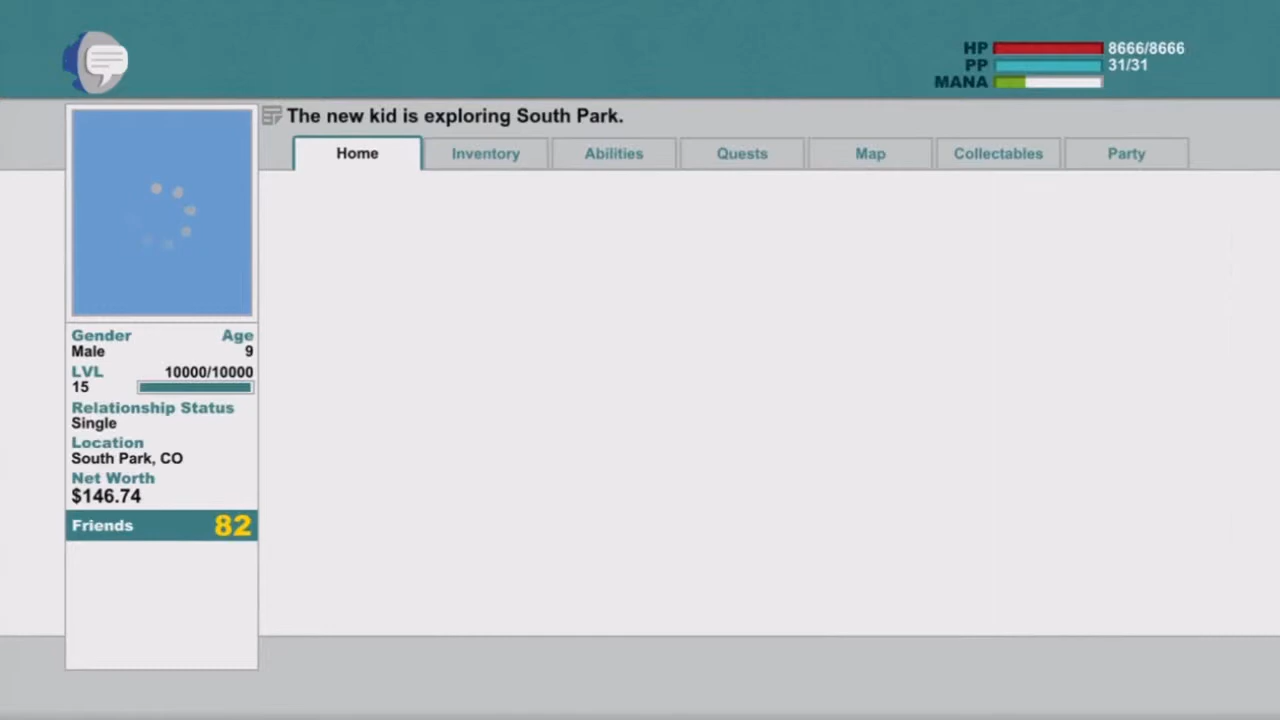 HP 8666/8666
PP 31/31
MANA
The new kid is exploring South Park.
Home Inventory Abilities Quests Map Collectables Party
Gender Age
Male 9
LVL 10000/10000
15
Relationship Status
Single
Location
South Park, CO
Net Worth
$146.74
Friends 82